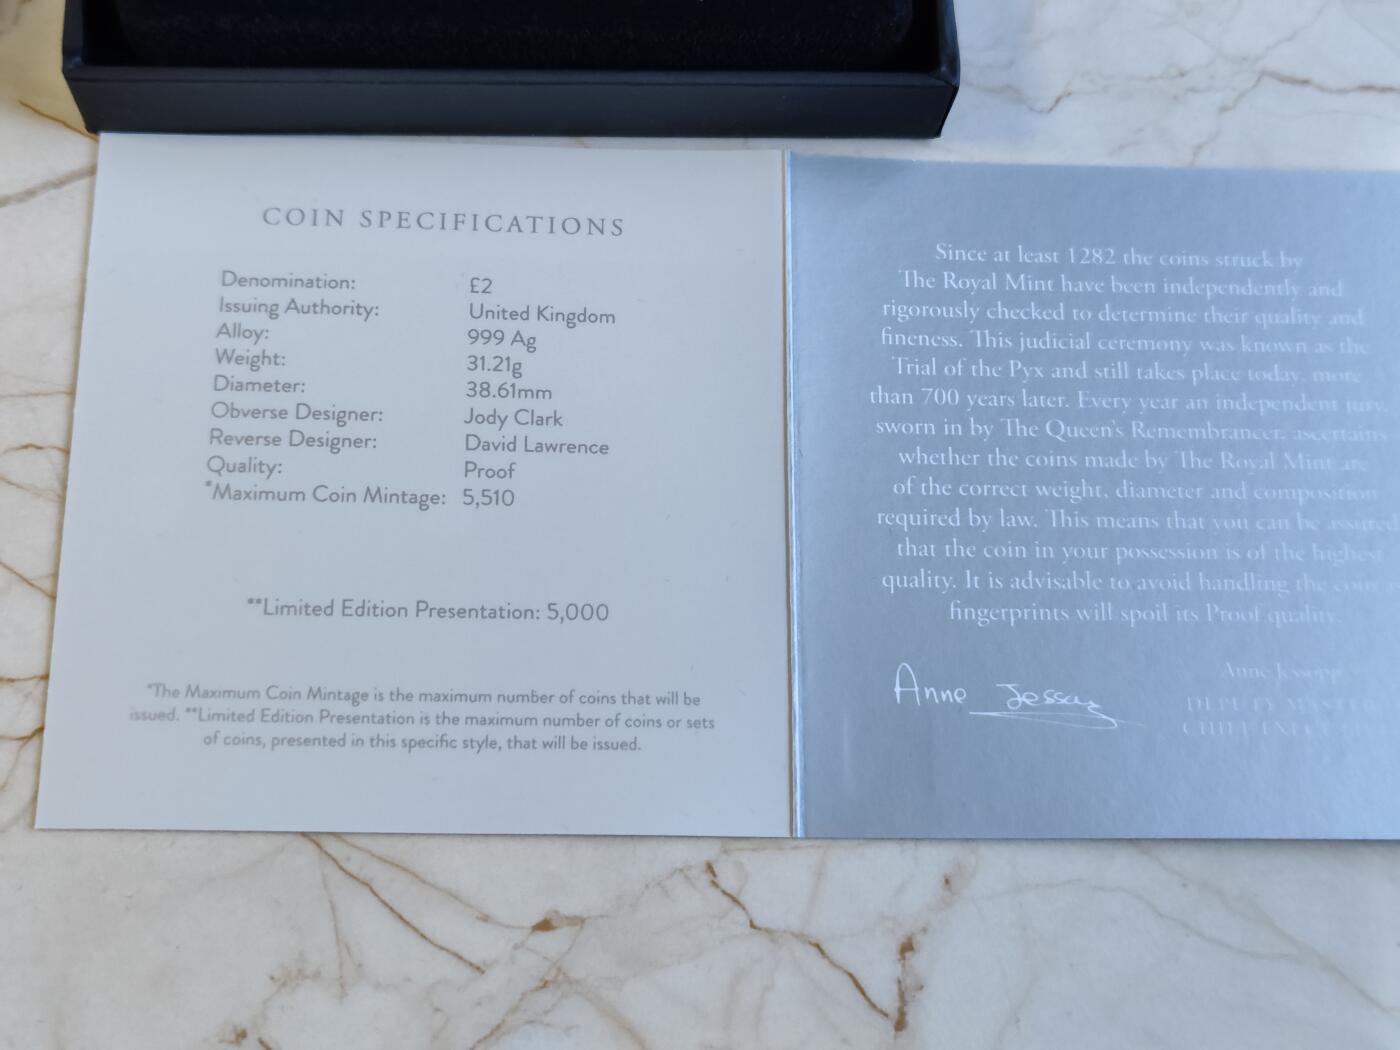 COIN SPECIFICATIONS
Denomination: £2
Issuing Authority: United Kingdom
Alloy: 999 Ag
Weight: 31.21g
Diameter: 38.61mm
Obverse Designer: Jody Clark
Reverse Designer: David Lawrence
Quality: Proof
*Maximum Coin Mintage: 5,510
**Limited Edition Presentation: 5,000
*The Maximum Coin Mintage is the maximum number of coins that will be
issued. **Limited Edition Presentation is the maximum number of coins or sets
of coins, presented in this specific style, that will be issued.
Since at least 1282 the coins struck by
The Royal Mint have been independently and
rigorously checked to determine their quality and
fineness. This judicial ceremony was known as the
Trial of the Pyx and still takes place today, more
than 700 years later. Every year an independent jury,
sworn in by The Queen's Remembrancer, ascertains
whether the coins made by The Royal Mint are
of the correct weight, diameter and composition
required by law. This means that you can be assured
that the coin in your possession is of the highest
quality. It is advisable to avoid handling the coin
fingerprints will spoil its Proof quality.
Anne Jessopp
Anne Jessopp
DEPUTY MASTER
CHIEF EXECUTIVE